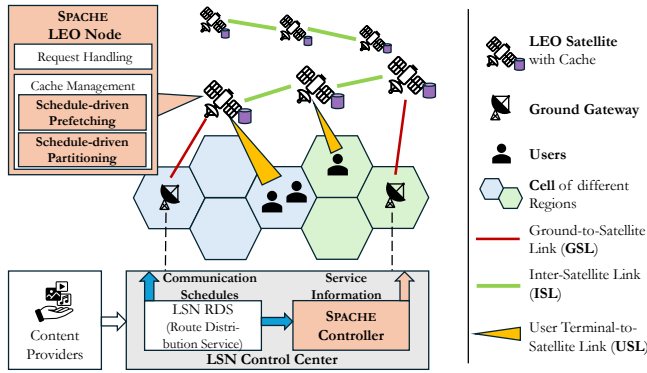 SPACHE
LEO Node
Request Handling
Cache Management
Schedule-driven
Prefetching
Schedule-driven
Partitioning
Content
Providers
Communication
Schedules
Service
Information
LSN RDS
(Route Distri-
bution Service)
SPACHE
Controller
LSN Control Center
LEO Satellite
with Cache
Ground Gateway
Users
Cell of different
Regions
Ground-to-Satellite
Link (GSL)
Inter-Satellite Link
(ISL)
User Terminal-to-
Satellite Link (USL)